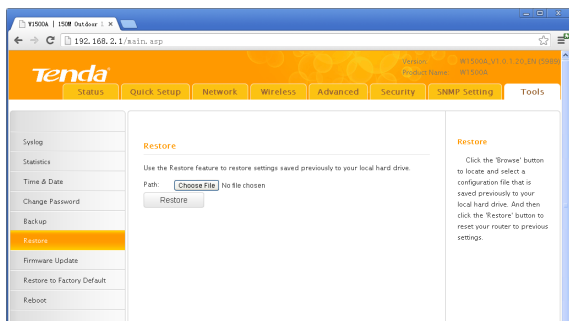 W1500A | 150M Outdoor
192.168.2.1/main.asp
Tenda
Version: W1500A_V1.0.1.20_EN (5980)
Product Name: W1500A
Status Quick Setup Network Wireless Advanced Security SNMP Setting Tools
Syslog
Statistics
Time & Date
Change Password
Backup
Restore
Firmware Update
Restore to Factory Default
Reboot
Restore
Use the Restore feature to restore settings saved previously to your local hard drive.
Path: Choose File No file chosen
Restore
Restore
Click the 'Browse' button
to locate and select a
configuration file that is
saved previously to your
local hard drive. And then
click the 'Restore' button to
reset your router to previous
settings.